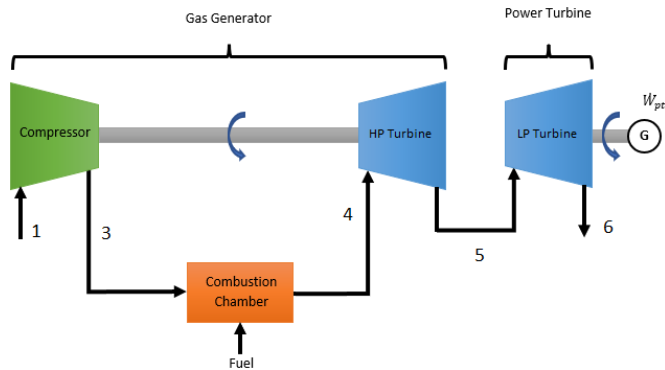 Gas Generator
Power Turbine
Compressor
HP Turbine
LP Turbine
Ẇpt
G
1
3
4
5
6
Combustion
Chamber
Fuel